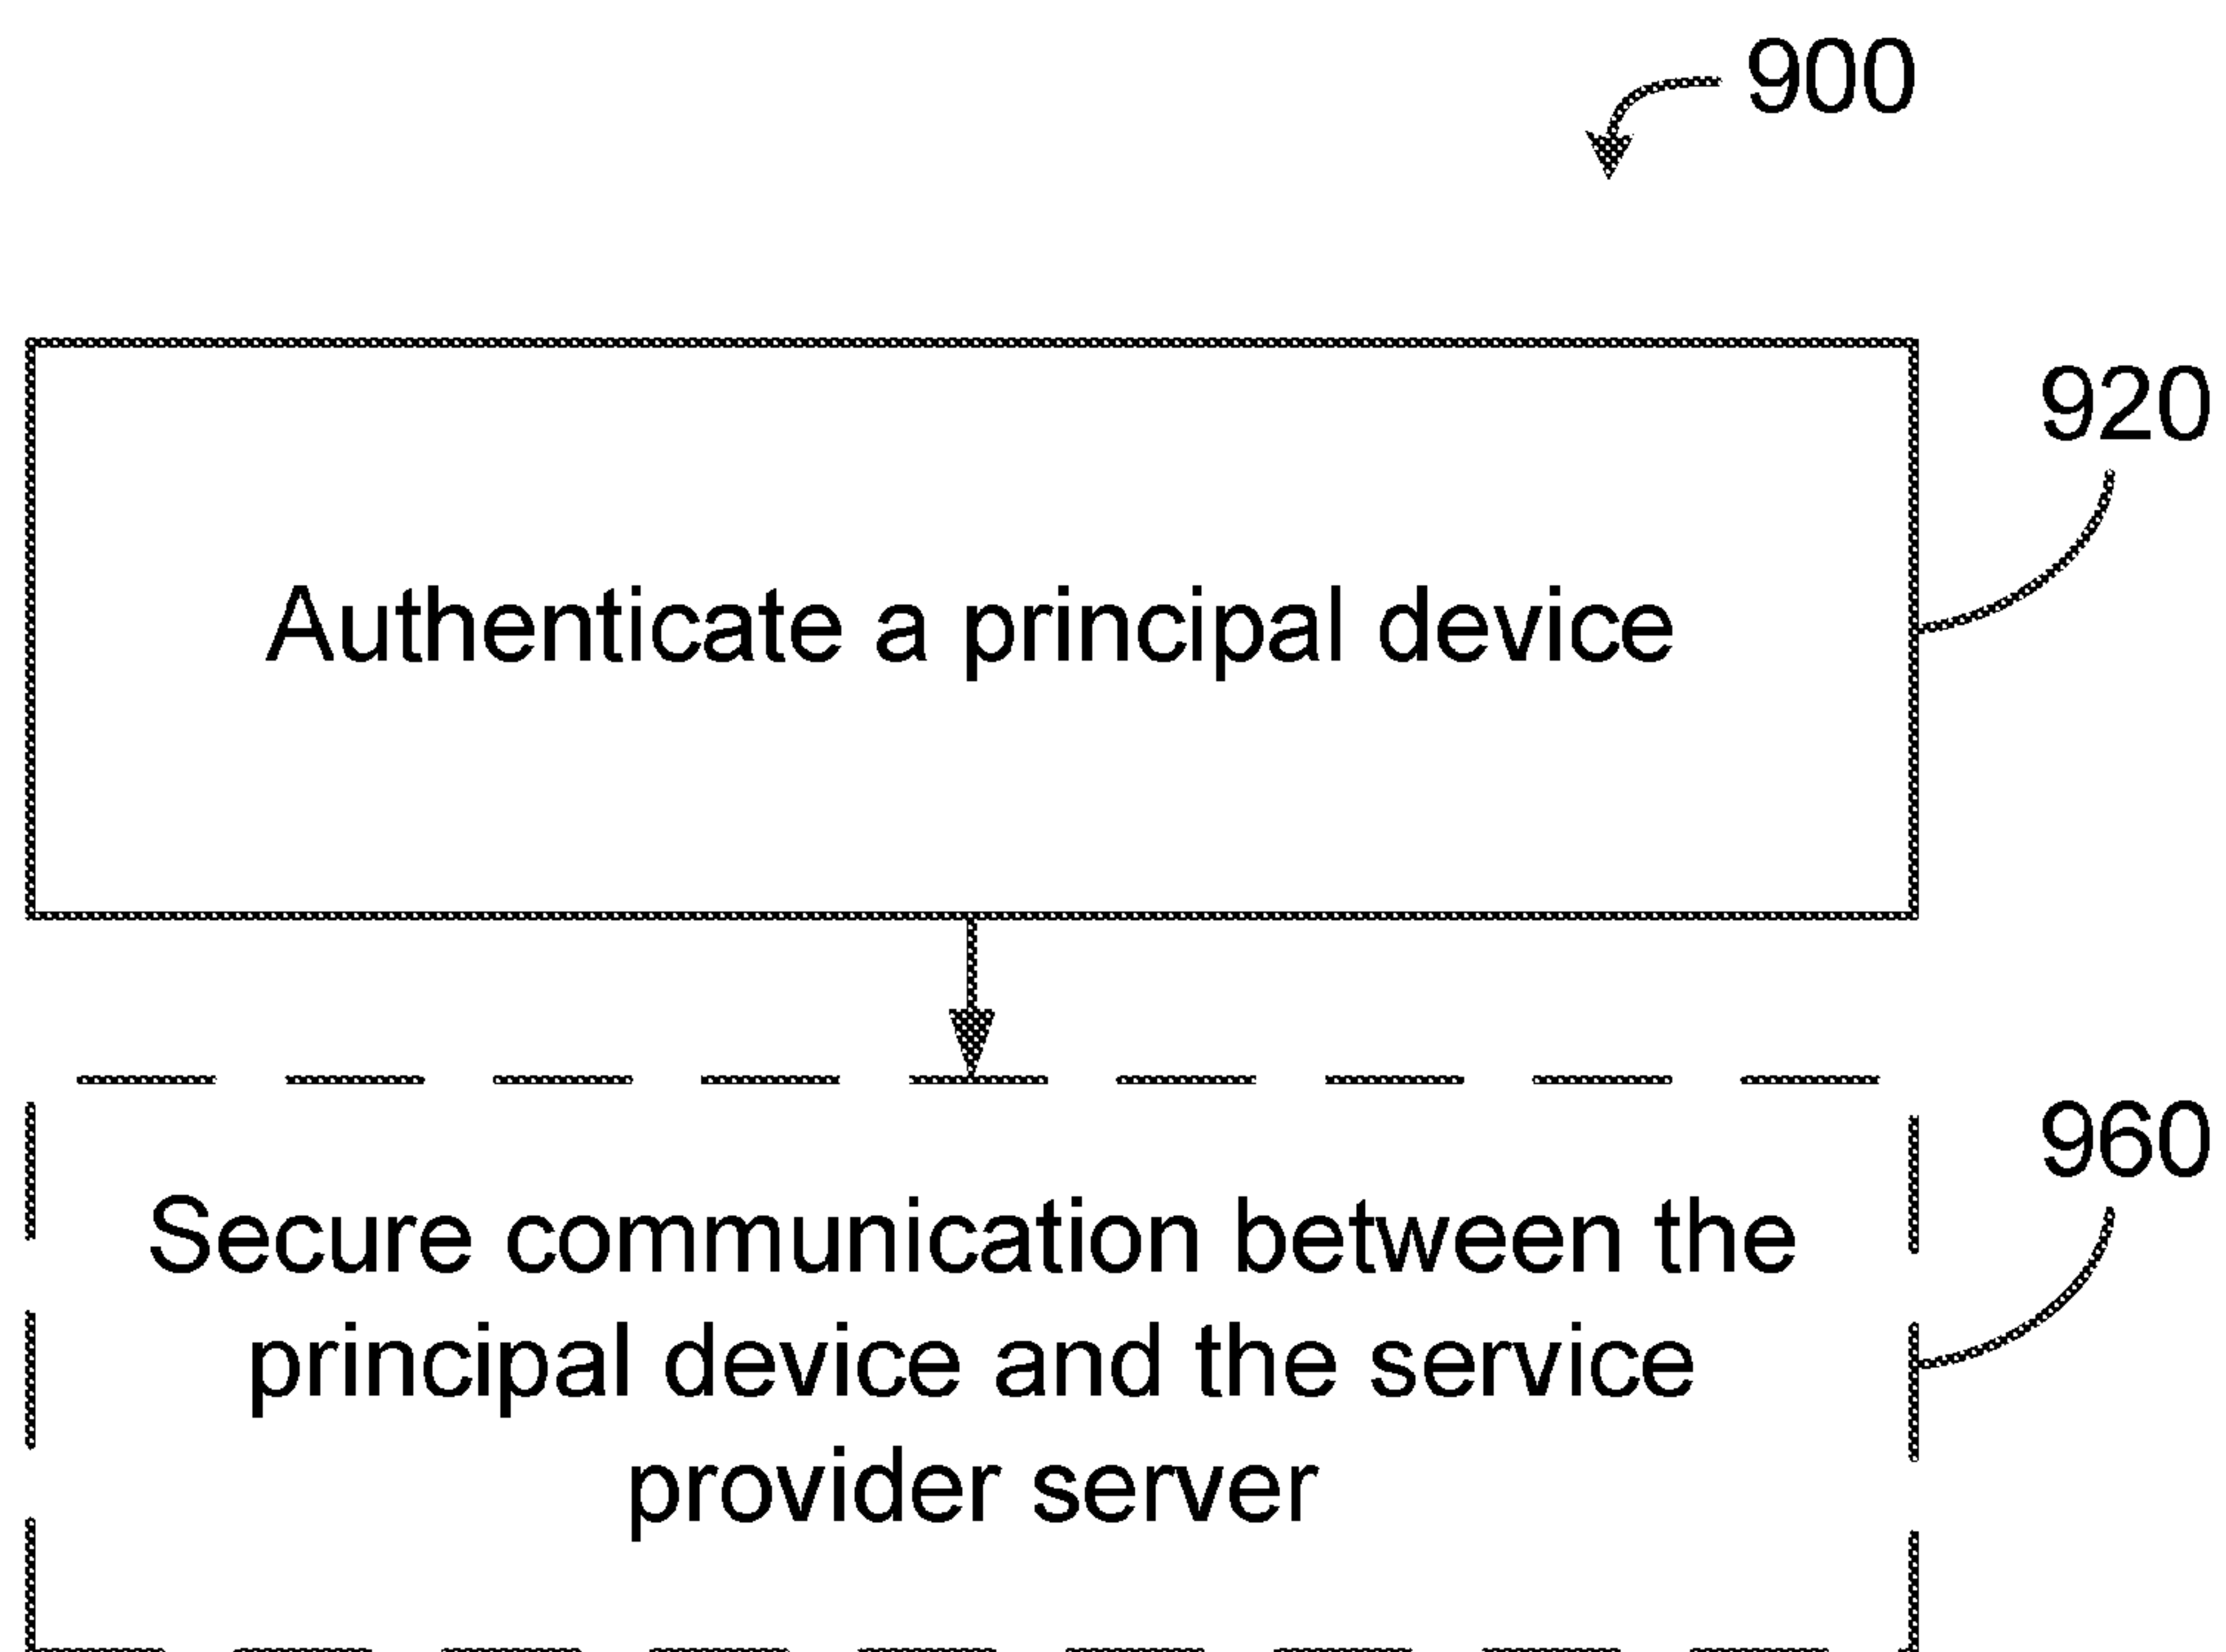 900
920
Authenticate a principal device
960
Secure communication between the
principal device and the service
provider server